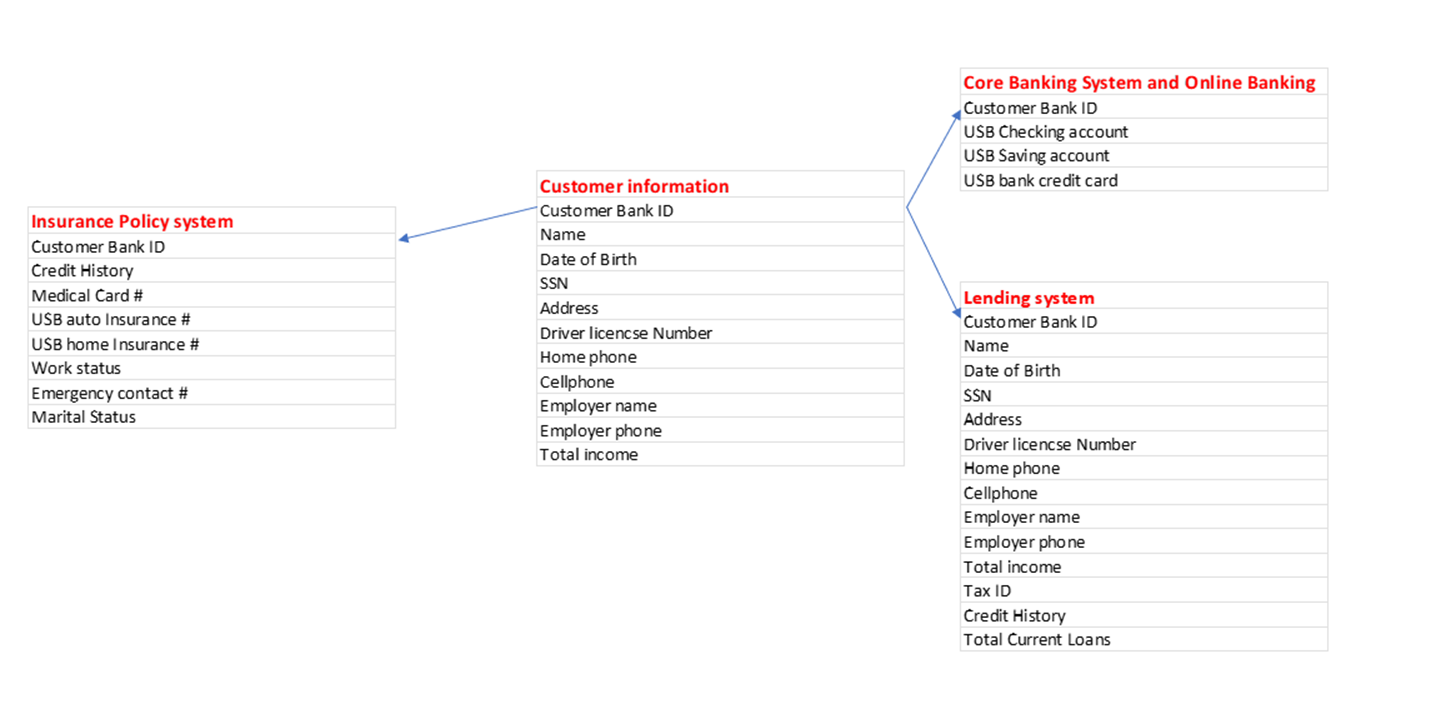 Insurance Policy system
Customer Bank ID
Credit History
Medical Card #
USB auto Insurance #
USB home Insurance #
Work status
Emergency contact #
Marital Status
Customer information
Customer Bank ID
Name
Date of Birth
SSN
Address
Driver licencse Number
Home phone
Cellphone
Employer name
Employer phone
Total income
Core Banking System and Online Banking
Customer Bank ID
USB Checking account
USB Saving account
USB bank credit card
Lending system
Customer Bank ID
Name
Date of Birth
SSN
Address
Driver licencse Number
Home phone
Cellphone
Employer name
Employer phone
Total income
Tax ID
Credit History
Total Current Loans